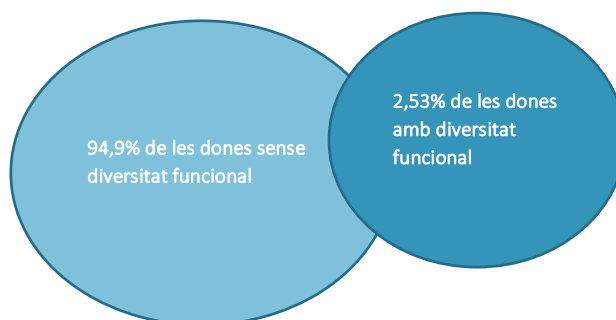 94,9% de les dones sense
diversitat funcional
2,53% de les dones
amb diversitat
funcional